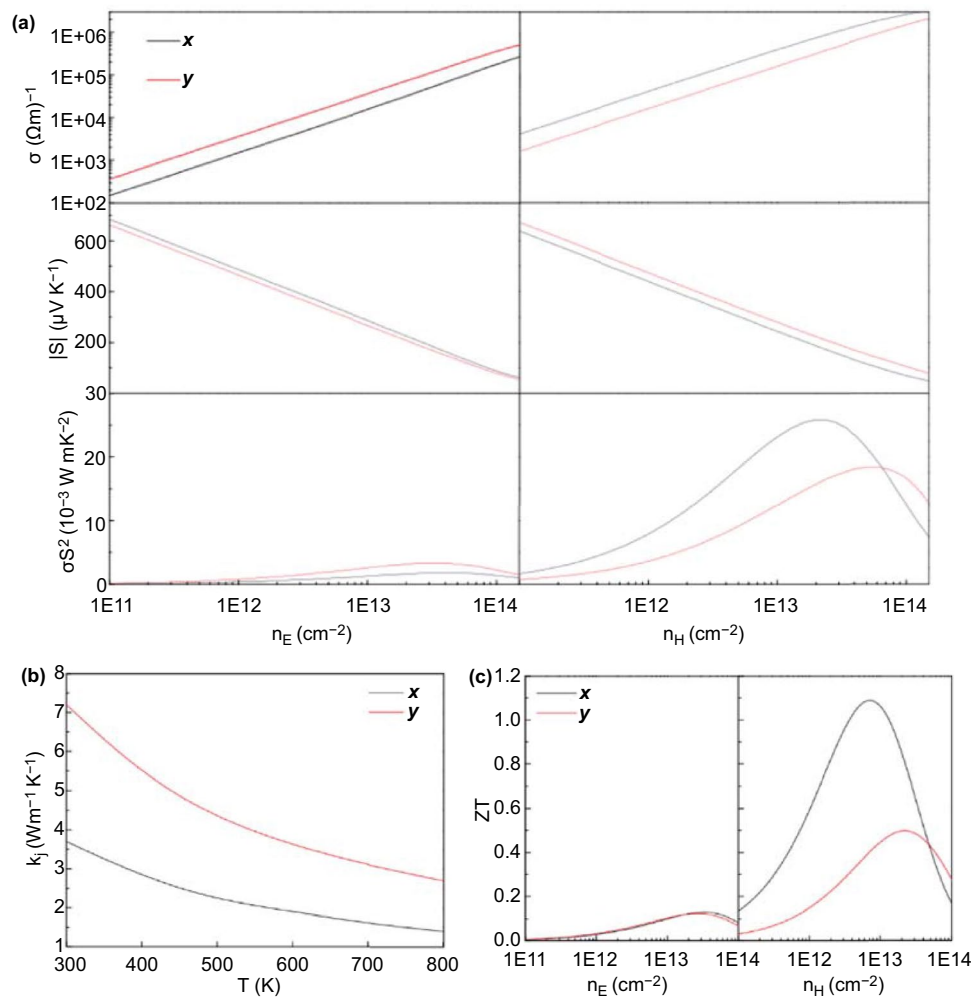 (a)
1E+06
1E+05
1E+04
1E+03
1E+02
σ (Ωm)⁻¹
x
y
600
400
200
|S| (μV K⁻¹)
30
20
10
0
σS² (10⁻³ W mK⁻²)
1E11 1E12 1E13 1E14 1E12 1E13 1E14
n_E (cm⁻²) n_H (cm⁻²)
(b)
8
7
6
5
4
3
2
1
k_j (Wm⁻¹ K⁻¹)
x
y
300 400 500 600 700 800
T (K)
(c)
1.2
1.0
0.8
0.6
0.4
0.2
0.0
ZT
x
y
1E11 1E12 1E13 1E14 1E12 1E13 1E14
n_E (cm⁻²) n_H (cm⁻²)